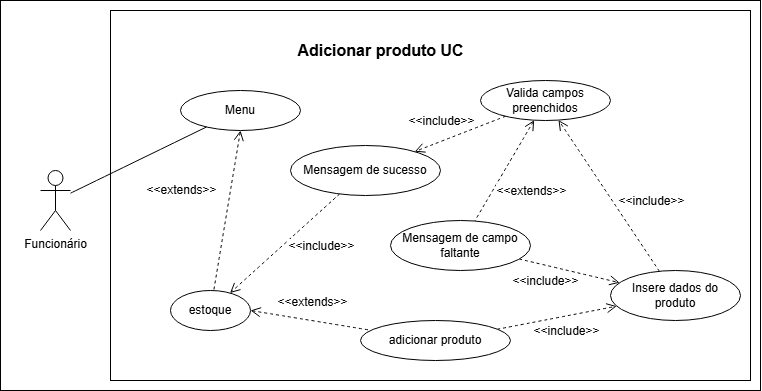 Adicionar produto UC
Menu
Valida campos
preenchidos
<<include>>
Mensagem de sucesso
<<extends>>
<<extends>>
<<include>>
Funcionário
Mensagem de campo
faltante
<<include>>
<<include>>
Insere dados do
produto
estoque
<<extends>>
adicionar produto
<<include>>